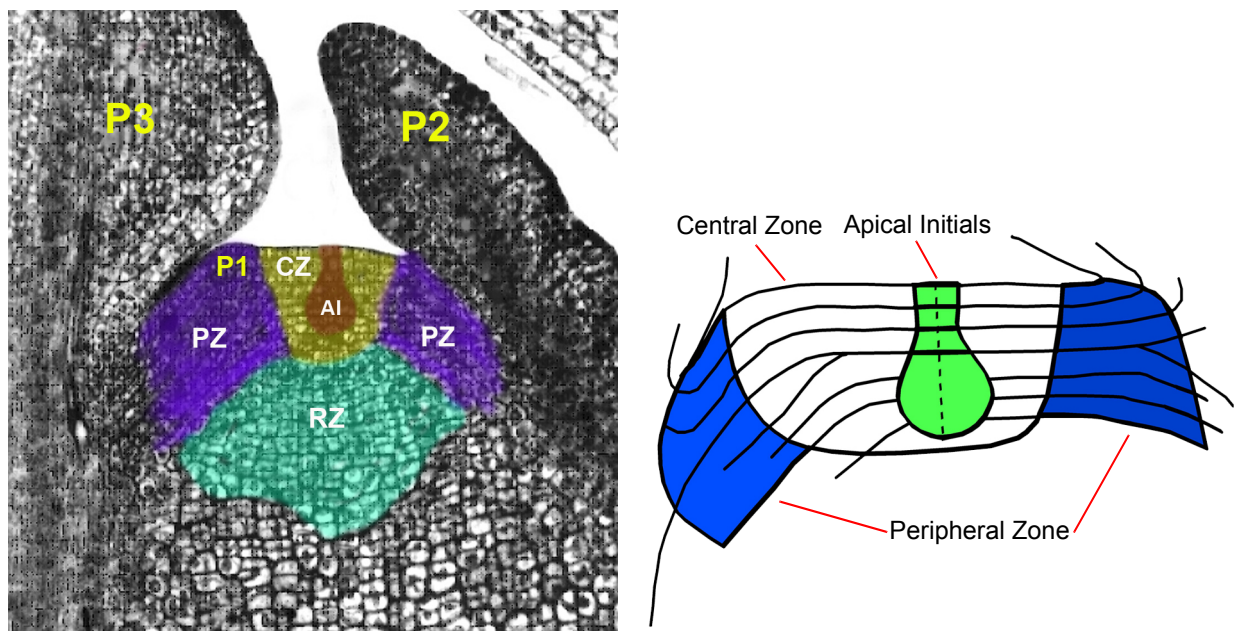 P3
P2
P1
CZ
AI
PZ
PZ
RZ
Central Zone
Apical Initials
Peripheral Zone